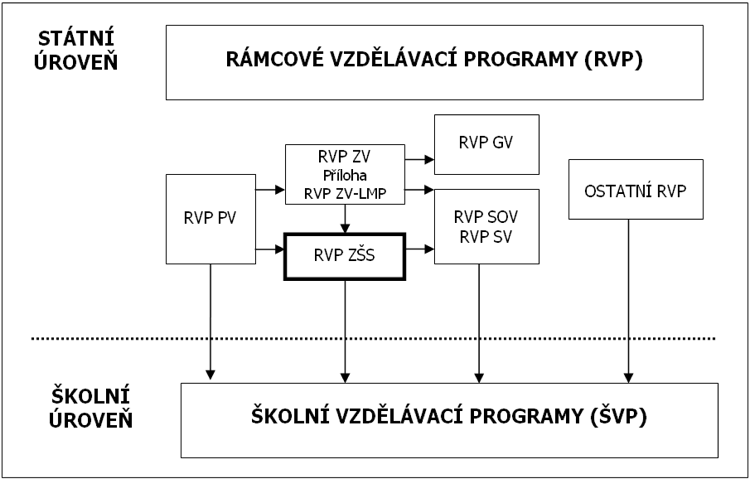 STÁTNÍ
ÚROVEŇ
RÁMCOVÉ VZDĚLÁVACÍ PROGRAMY (RVP)
RVP PV
RVP ZV
Příloha
RVP ZV-LMP
RVP ZŠS
RVP GV
RVP SOV
RVP SV
OSTATNÍ RVP
ŠKOLNÍ
ÚROVEŇ
ŠKOLNÍ VZDĚLÁVACÍ PROGRAMY (ŠVP)